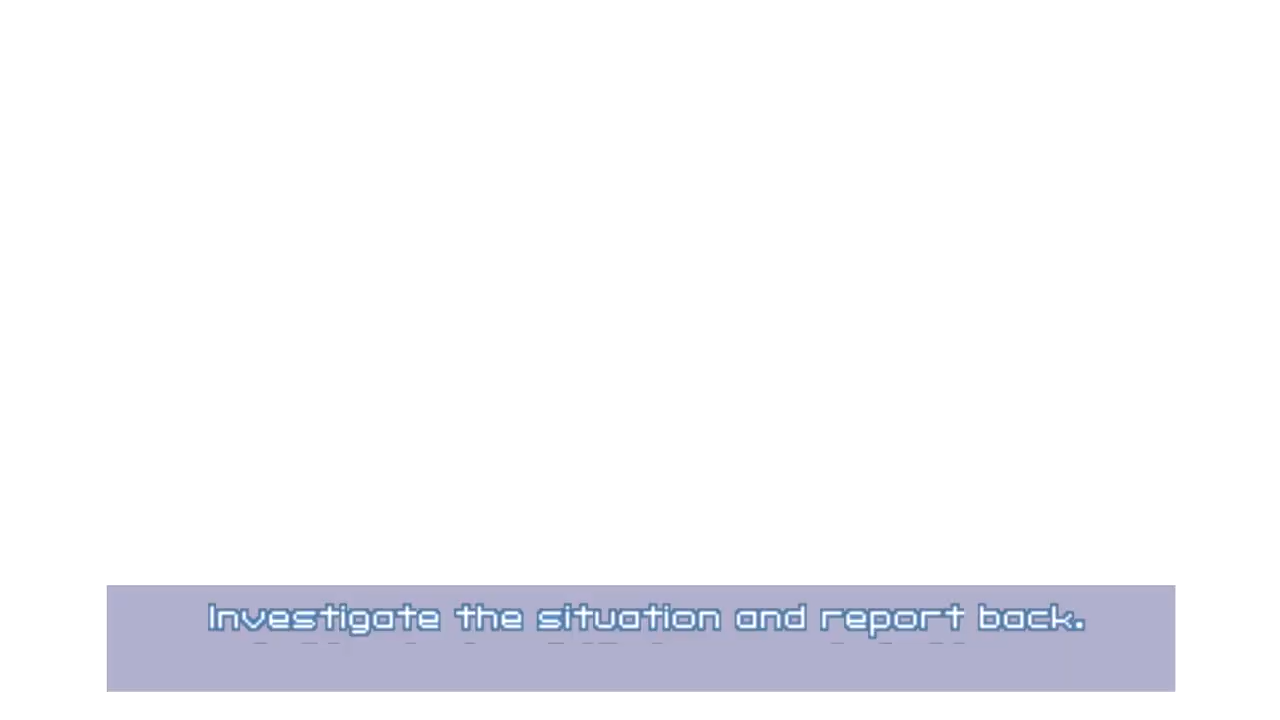 Investigate the situation and report back.